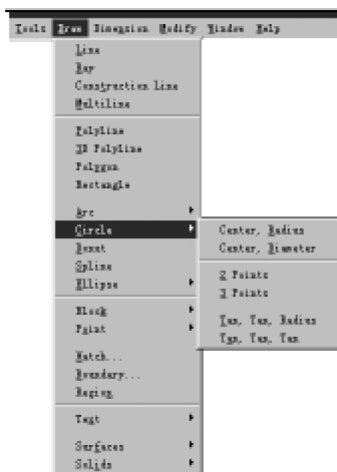 Tools Draw Dimension Modify Window Help
Line
Ray
Construction Line
Multiline
Polyline
3D Polyline
Polygon
Rectangle
Arc
Circle
Donut
Spline
Ellipse
Block
Point
Hatch...
Boundary...
Region
Text
Surfaces
Solids
Center, Radius
Center, Diameter
2 Points
3 Points
Tan, Tan, Radius
Tan, Tan, Tan